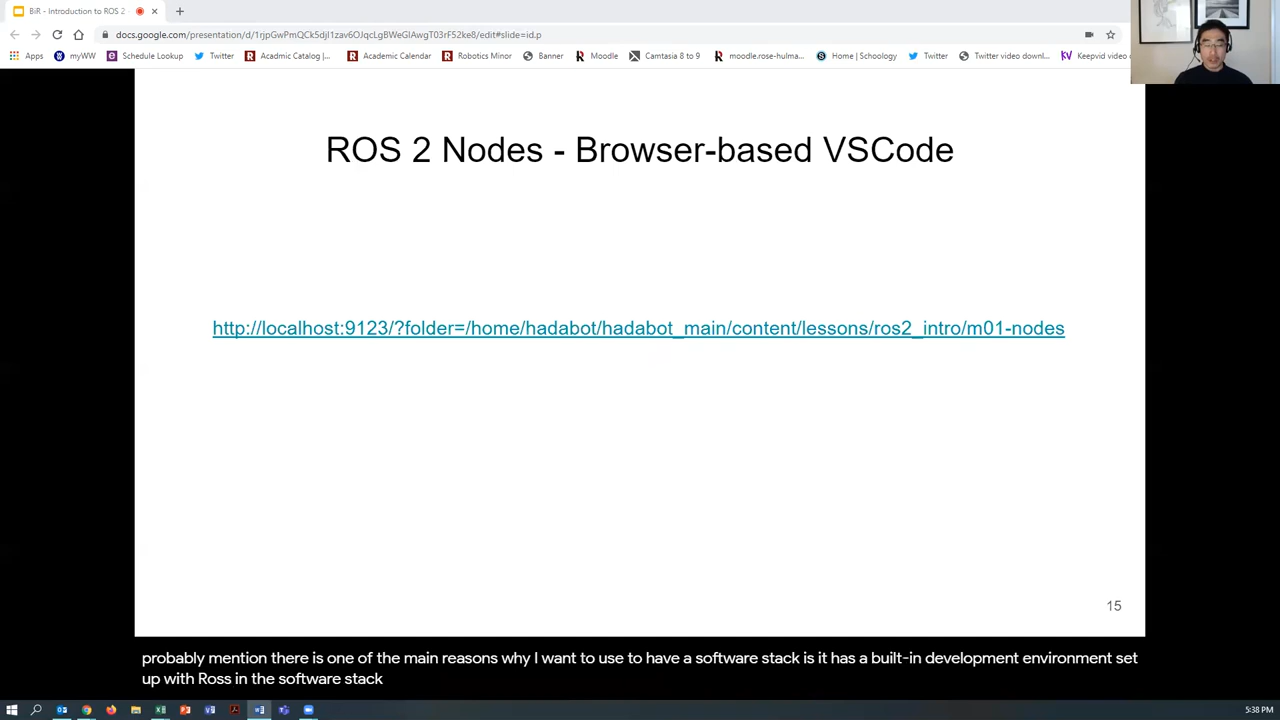 BiR - Introduction to ROS 2
docs.google.com/presentation/d/1rjpGwPmQCk5djI1zav6OJqcLgBWeGlAwgT03rF52ke8/edit#slide=id.p
Apps myWW Schedule Lookup Twitter Acadmic Catalog |... Academic Calendar Robotics Minor Banner Moodle Camtasia 8 to 9 moodle.rose-hulma... Home | Schoology Twitter Twitter video downl... Keepvid video
ROS 2 Nodes - Browser-based VSCode
http://localhost:9123/?folder=/home/hadabot/hadabot_main/content/lessons/ros2_intro/m01-nodes
15
probably mention there is one of the main reasons why I want to use to have a software stack is it has a built-in development environment set
up with Ross in the software stack
5:38 PM